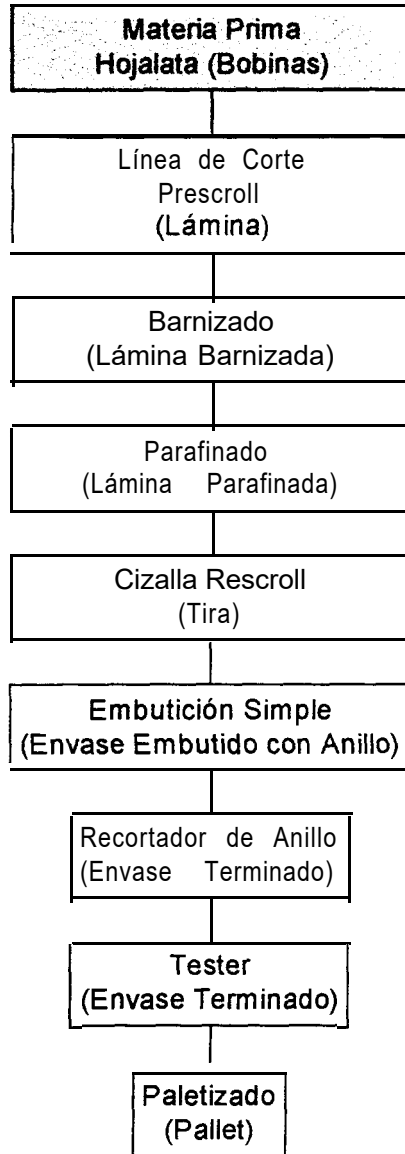 Materia Prima
Hojalata (Bobinas)
Línea de Corte
Prescroll
(Lámina)
Barnizado
(Lámina Barnizada)
Parafinado
(Lámina Parafinada)
Cizalla Rescroll
(Tira)
Embutición Simple
(Envase Embutido con Anillo)
Recortador de Anillo
(Envase Terminado)
Tester
(Envase Terminado)
Paletizado
(Pallet)